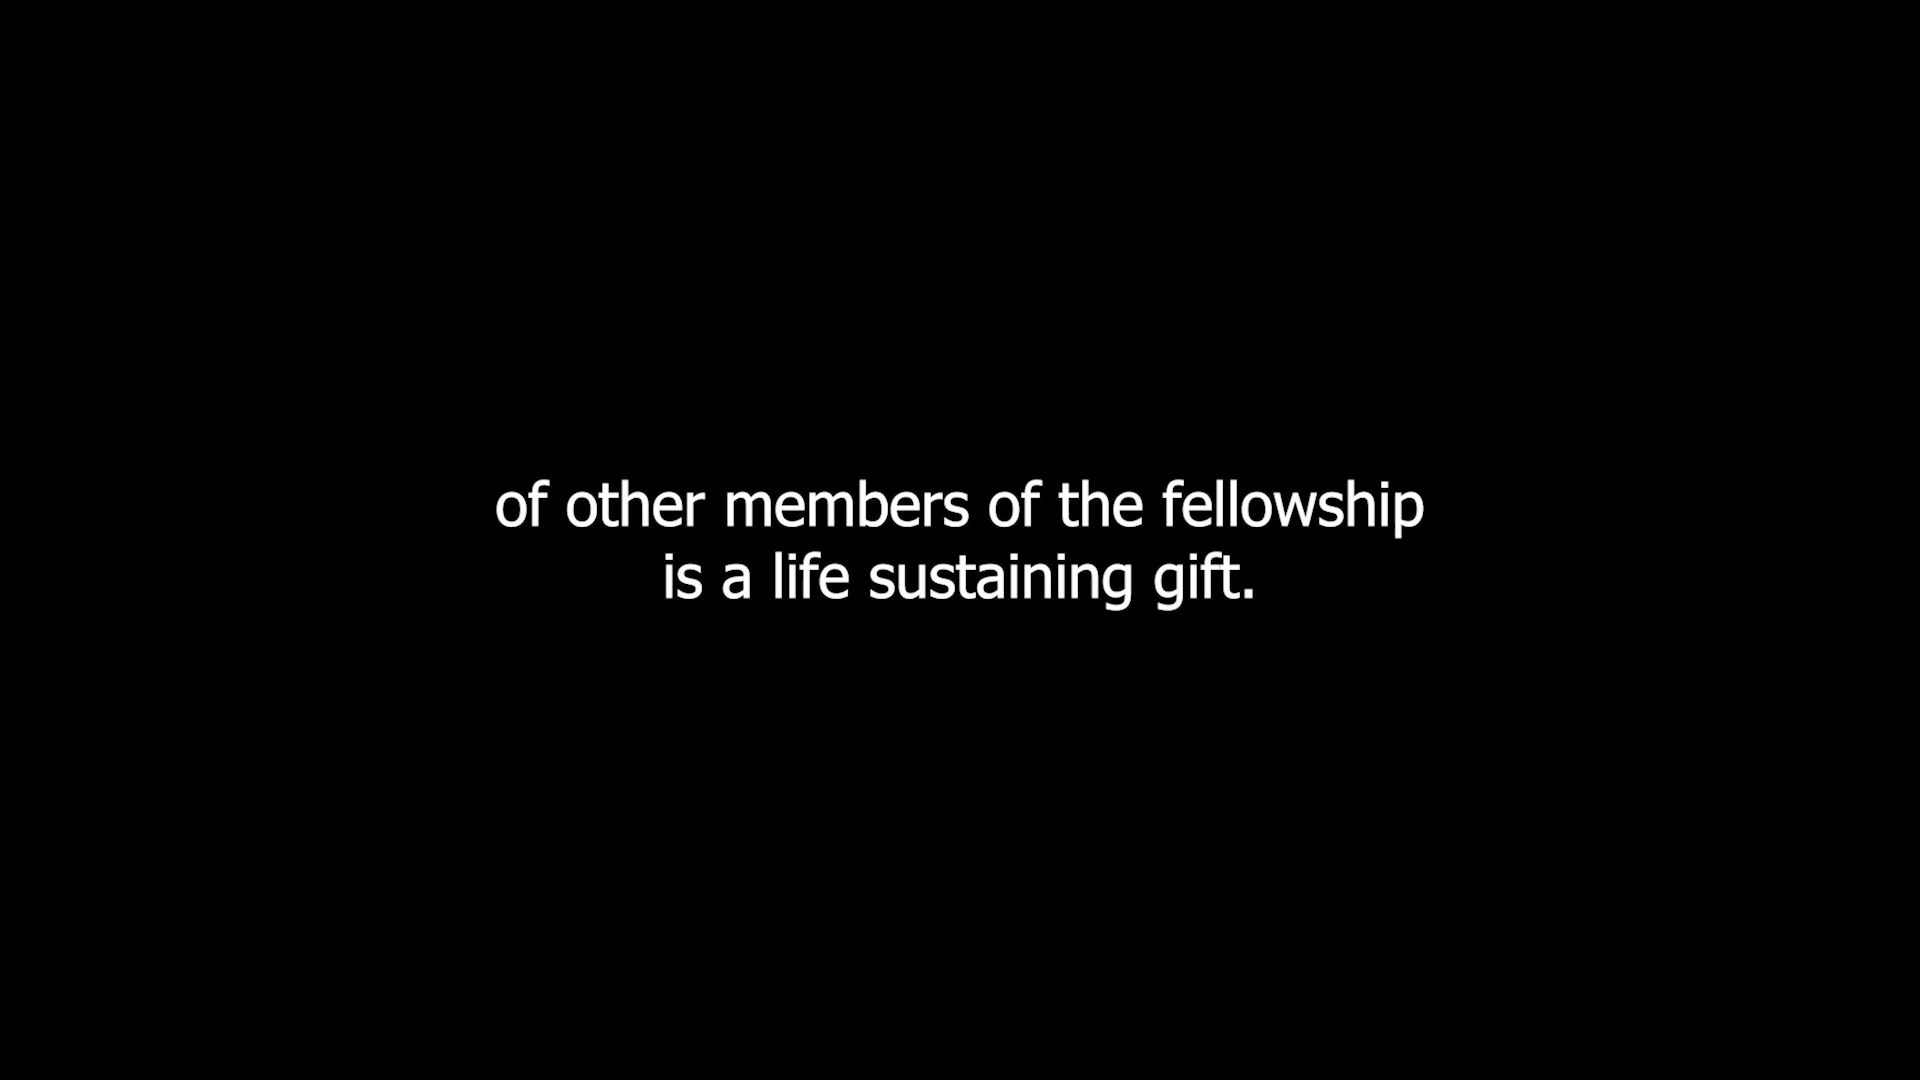 of other members of the fellowship
is a life sustaining gift.